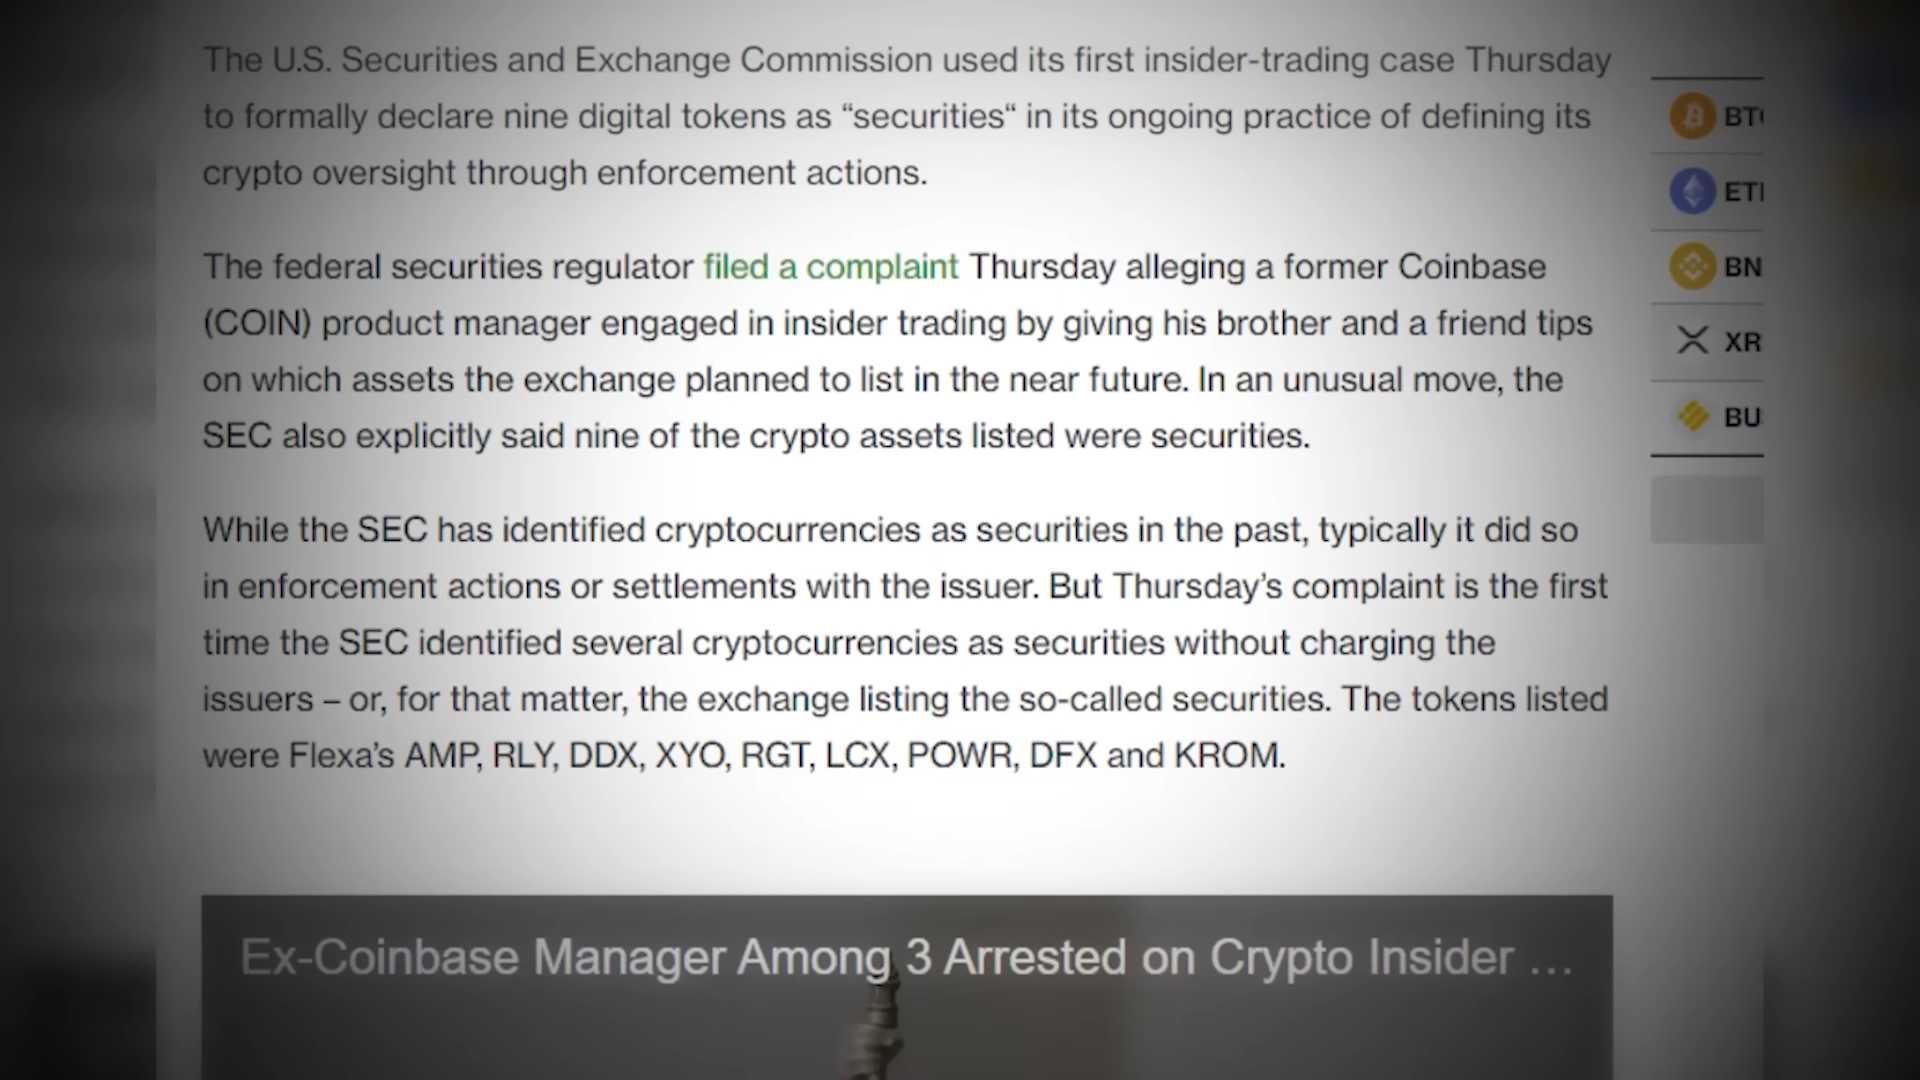 The U.S. Securities and Exchange Commission used its first insider-trading case Thursday
to formally declare nine digital tokens as “securities“ in its ongoing practice of defining its
crypto oversight through enforcement actions.
The federal securities regulator filed a complaint Thursday alleging a former Coinbase
(COIN) product manager engaged in insider trading by giving his brother and a friend tips
on which assets the exchange planned to list in the near future. In an unusual move, the
SEC also explicitly said nine of the crypto assets listed were securities.
While the SEC has identified cryptocurrencies as securities in the past, typically it did so
in enforcement actions or settlements with the issuer. But Thursday’s complaint is the first
time the SEC identified several cryptocurrencies as securities without charging the
issuers – or, for that matter, the exchange listing the so-called securities. The tokens listed
were Flexa’s AMP, RLY, DDX, XYO, RGT, LCX, POWR, DFX and KROM.
Ex-Coinbase Manager Among 3 Arrested on Crypto Insider ...
BT
ET
BN
XR
BU